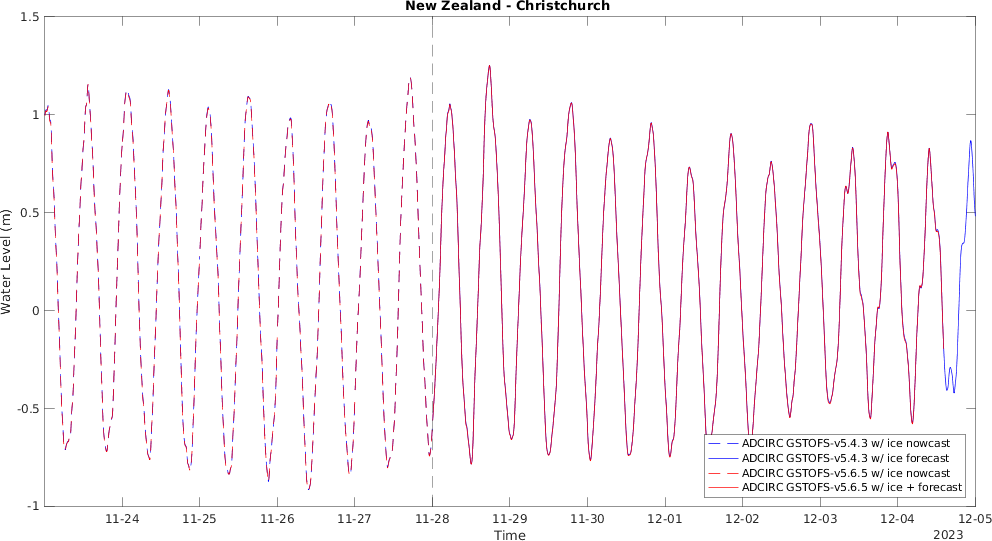 New Zealand - Christchurch
Water Level (m)
1.5
1
0.5
0
-0.5
-1
ADCIRC GSTOFS-v5.4.3 w/ ice nowcast
ADCIRC GSTOFS-v5.4.3 w/ ice forecast
ADCIRC GSTOFS-v5.6.5 w/ ice nowcast
ADCIRC GSTOFS-v5.6.5 w/ ice + forecast
11-24 11-25 11-26 11-27 11-28 11-29 11-30 12-01 12-02 12-03 12-04 12-05
Time
2023